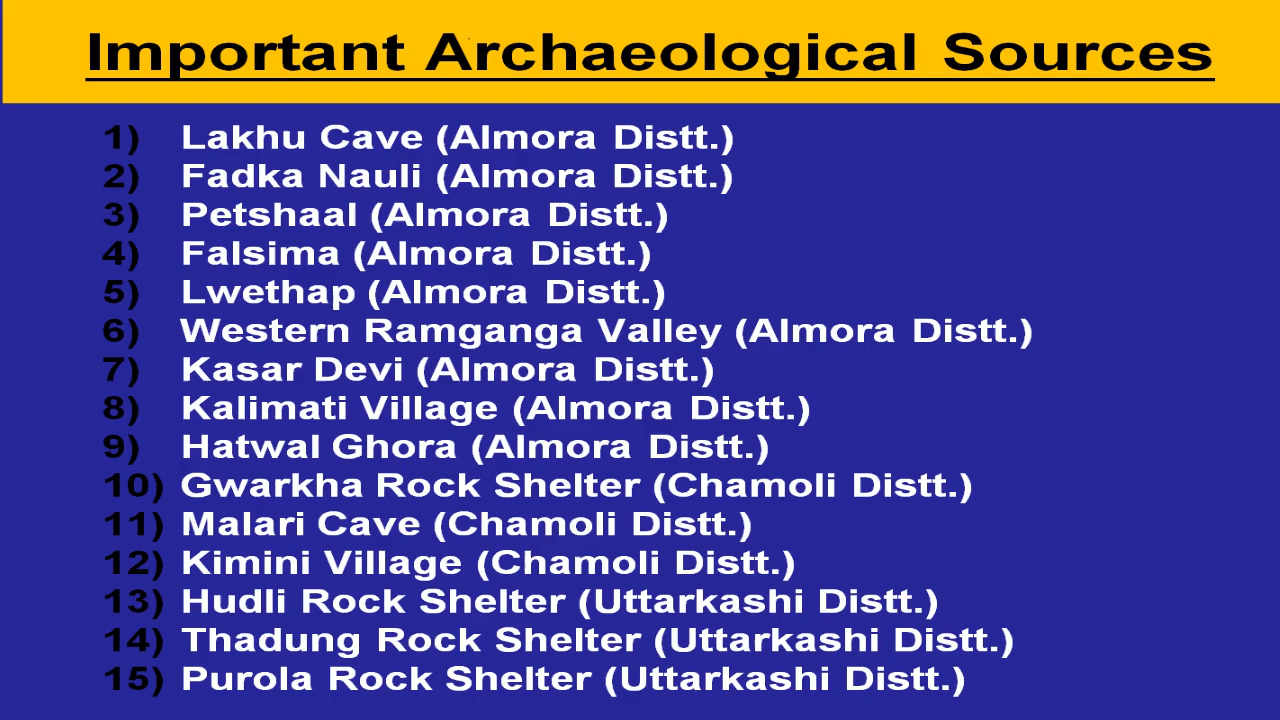 Important Archaeological Sources
1) Lakhu Cave (Almora Distt.)
2) Fadka Nauli (Almora Distt.)
3) Petshaal (Almora Distt.)
4) Falsima (Almora Distt.)
5) Lwethap (Almora Distt.)
6) Western Ramganga Valley (Almora Distt.)
7) Kasar Devi (Almora Distt.)
8) Kalimati Village (Almora Distt.)
9) Hatwal Ghora (Almora Distt.)
10) Gwarkha Rock Shelter (Chamoli Distt.)
11) Malari Cave (Chamoli Distt.)
12) Kimini Village (Chamoli Distt.)
13) Hudli Rock Shelter (Uttarkashi Distt.)
14) Thadung Rock Shelter (Uttarkashi Distt.)
15) Purola Rock Shelter (Uttarkashi Distt.)